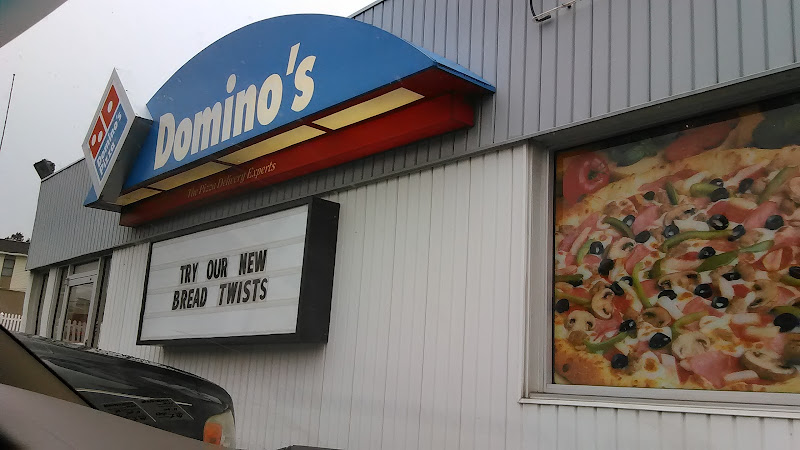 Domino's
Domino's
Pizza
The Pizza Delivery Experts
TRY OUR NEW
BREAD TWISTS